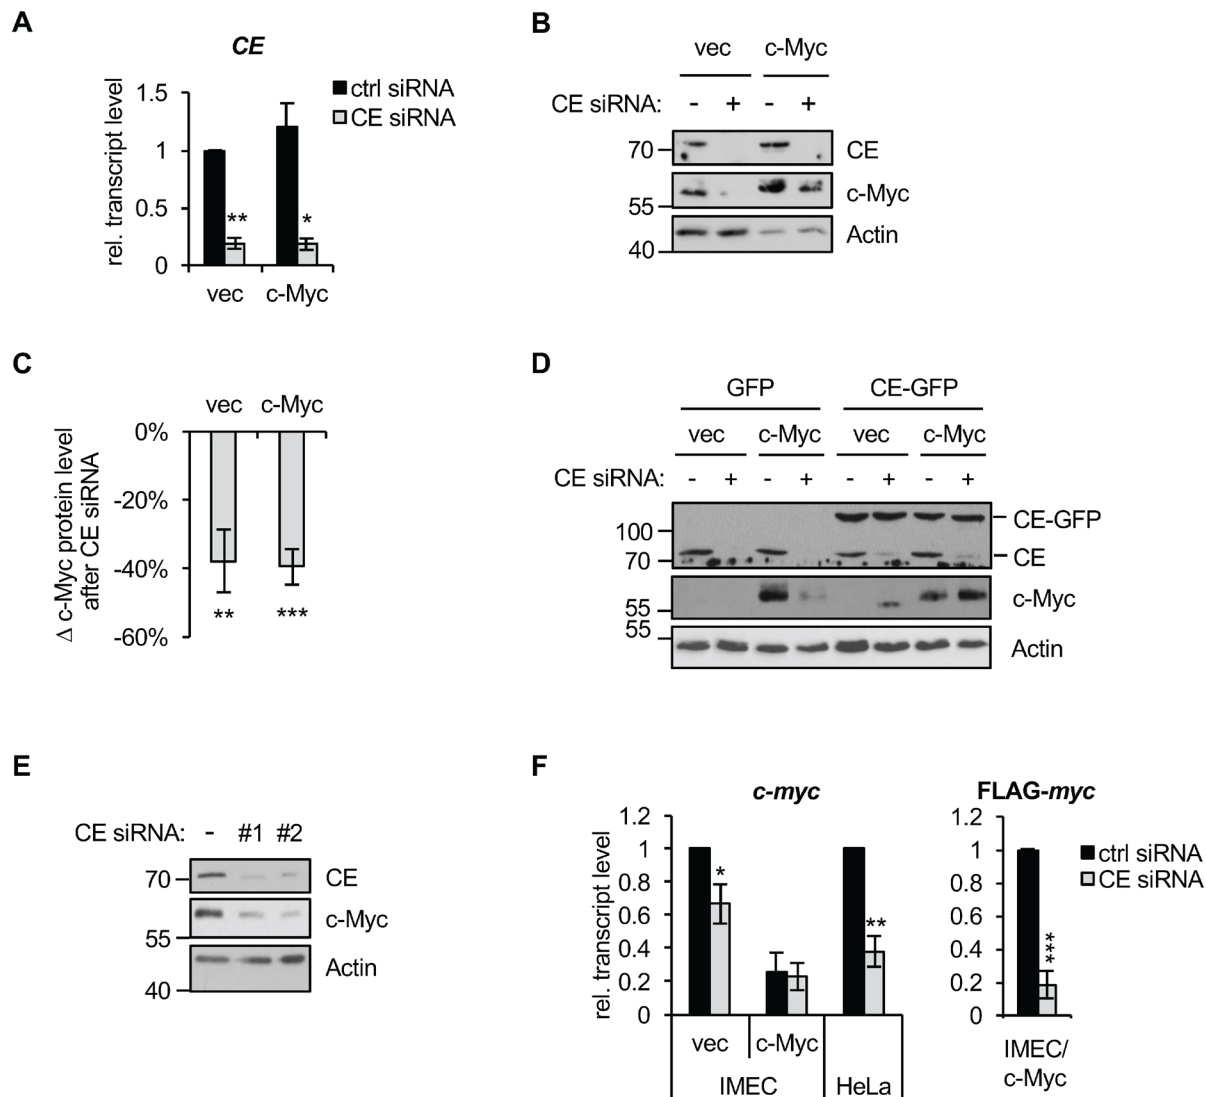 A
CE
rel. transcript level
1.5
1
0.5
0
** *
vec c-Myc
ctrl siRNA
CE siRNA
B
vec c-Myc
CE siRNA: - + - +
70 CE
55 c-Myc
40 Actin
C
vec c-Myc
Δ c-Myc protein level
after CE siRNA
0%
-20%
-40%
-60%
** ***
D
GFP CE-GFP
vec c-Myc vec c-Myc
CE siRNA: - + - + - + - +
100 CE-GFP
70 CE
55 c-Myc
55 Actin
E
CE siRNA: - #1 #2
70 CE
55 c-Myc
40 Actin
F
c-myc
rel. transcript level
1.2
1
0.8
0.6
0.4
0.2
0
* **
vec c-Myc
IMEC HeLa
FLAG-myc
1.2
1
0.8
0.6
0.4
0.2
0
***
IMEC/
c-Myc
ctrl siRNA
CE siRNA